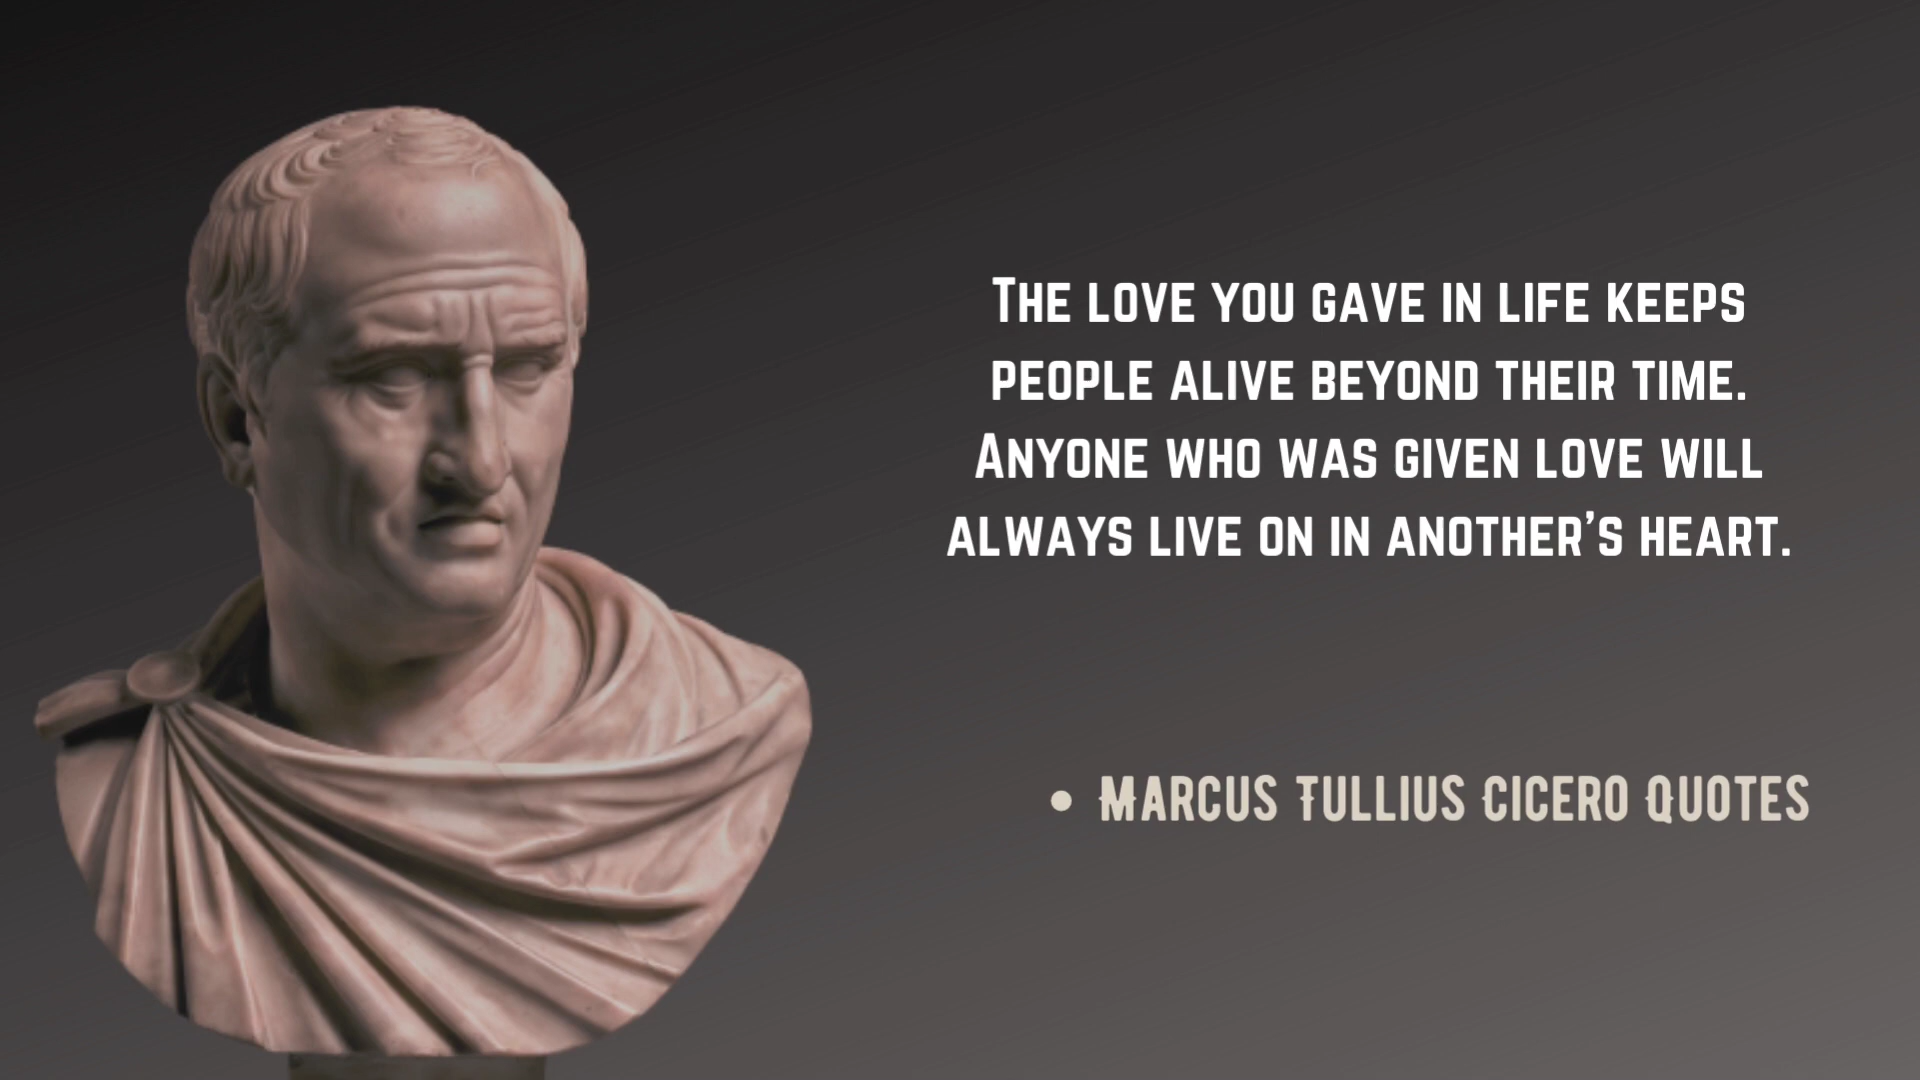 The love you gave in life keeps
people alive beyond their time.
Anyone who was given love will
always live on in another’s heart.
• Marcus Tullius Cicero Quotes